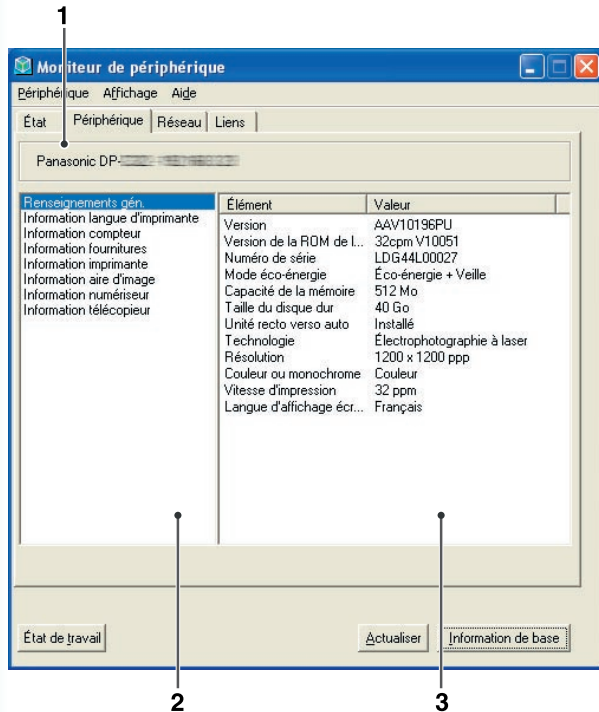 1
Moniteur de périphérique
Périphérique Affichage Aide
État Périphérique Réseau Liens
Panasonic DP-
Renseignements gén.
Information langue d'imprimante
Information compteur
Information fournitures
Information imprimante
Information aire d'image
Information numériseur
Information télécopieur
Élément Valeur
Version AAV10196PU
Version de la ROM de l... 32cpm V10051
Numéro de série LDG44L00027
Mode éco-énergie Éco-énergie + Veille
Capacité de la mémoire 512 Mo
Taille du disque dur 40 Go
Unité recto verso auto Installé
Technologie Électrophotographie à laser
Résolution 1200 x 1200 ppp
Couleur ou monochrome Couleur
Vitesse d'impression 32 ppm
Langue d'affichage écr... Français
État de travail Actualiser Information de base
2 3